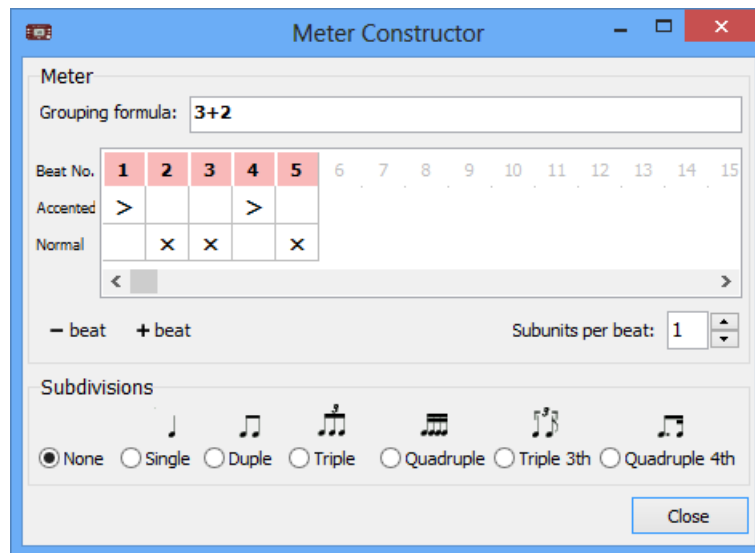 Meter Constructor
Meter
Grouping formula: 3+2
Beat No. 1 2 3 4 5 6 7 8 9 10 11 12 13 14 15
Accented > >
Normal × × ×
− beat + beat Subunits per beat: 1
Subdivisions
3 3
None Single Duple Triple Quadruple Triple 3th Quadruple 4th
Close